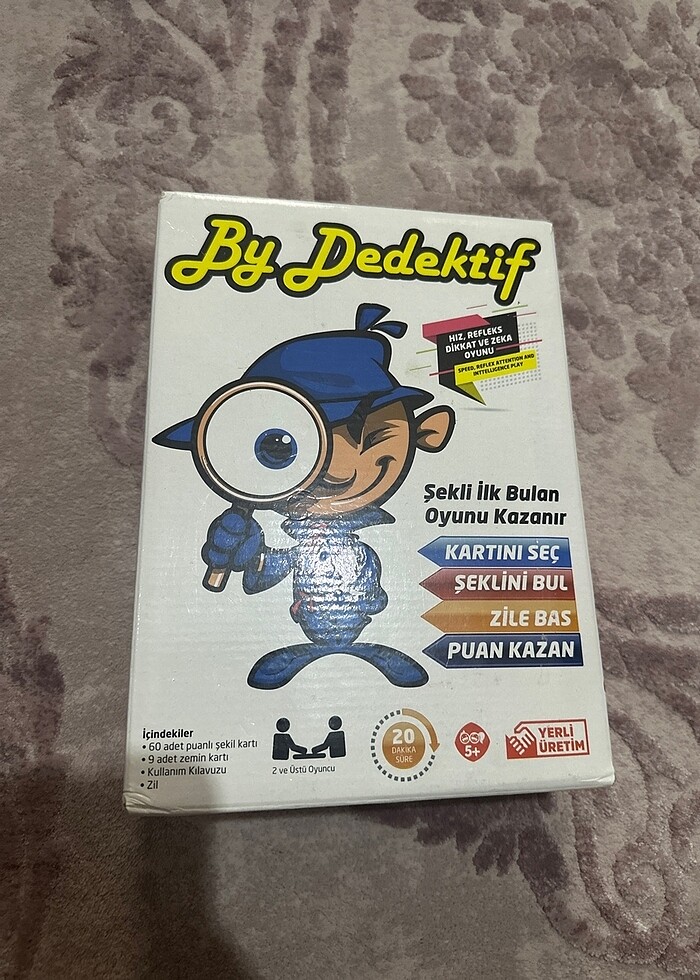 By Dedektif
HIZ, REFLEKS
DİKKAT VE ZEKA
OYUNU
SPEED, REFLEX ATTENTION AND
INTTELLIGENCE PLAY
Şekli İlk Bulan
Oyunu Kazanır
KARTINI SEÇ
ŞEKLİNİ BUL
ZİLE BAS
PUAN KAZAN
İçindekiler
• 60 adet puanlı şekil kartı
• 9 adet zemin kartı
• Kullanım Kılavuzu
• Zil
2 ve Üstü Oyuncu
20
DAKİKA
SÜRE
5+
YERLİ
ÜRETİM